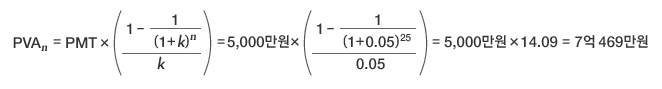 PVAₙ = PMT × ( (1 - 1/(1+k)ⁿ) / k ) = 5,000만원 × ( (1 - 1/(1+0.05)²⁵) / 0.05 ) = 5,000만원 × 14.09 = 7억 469만원